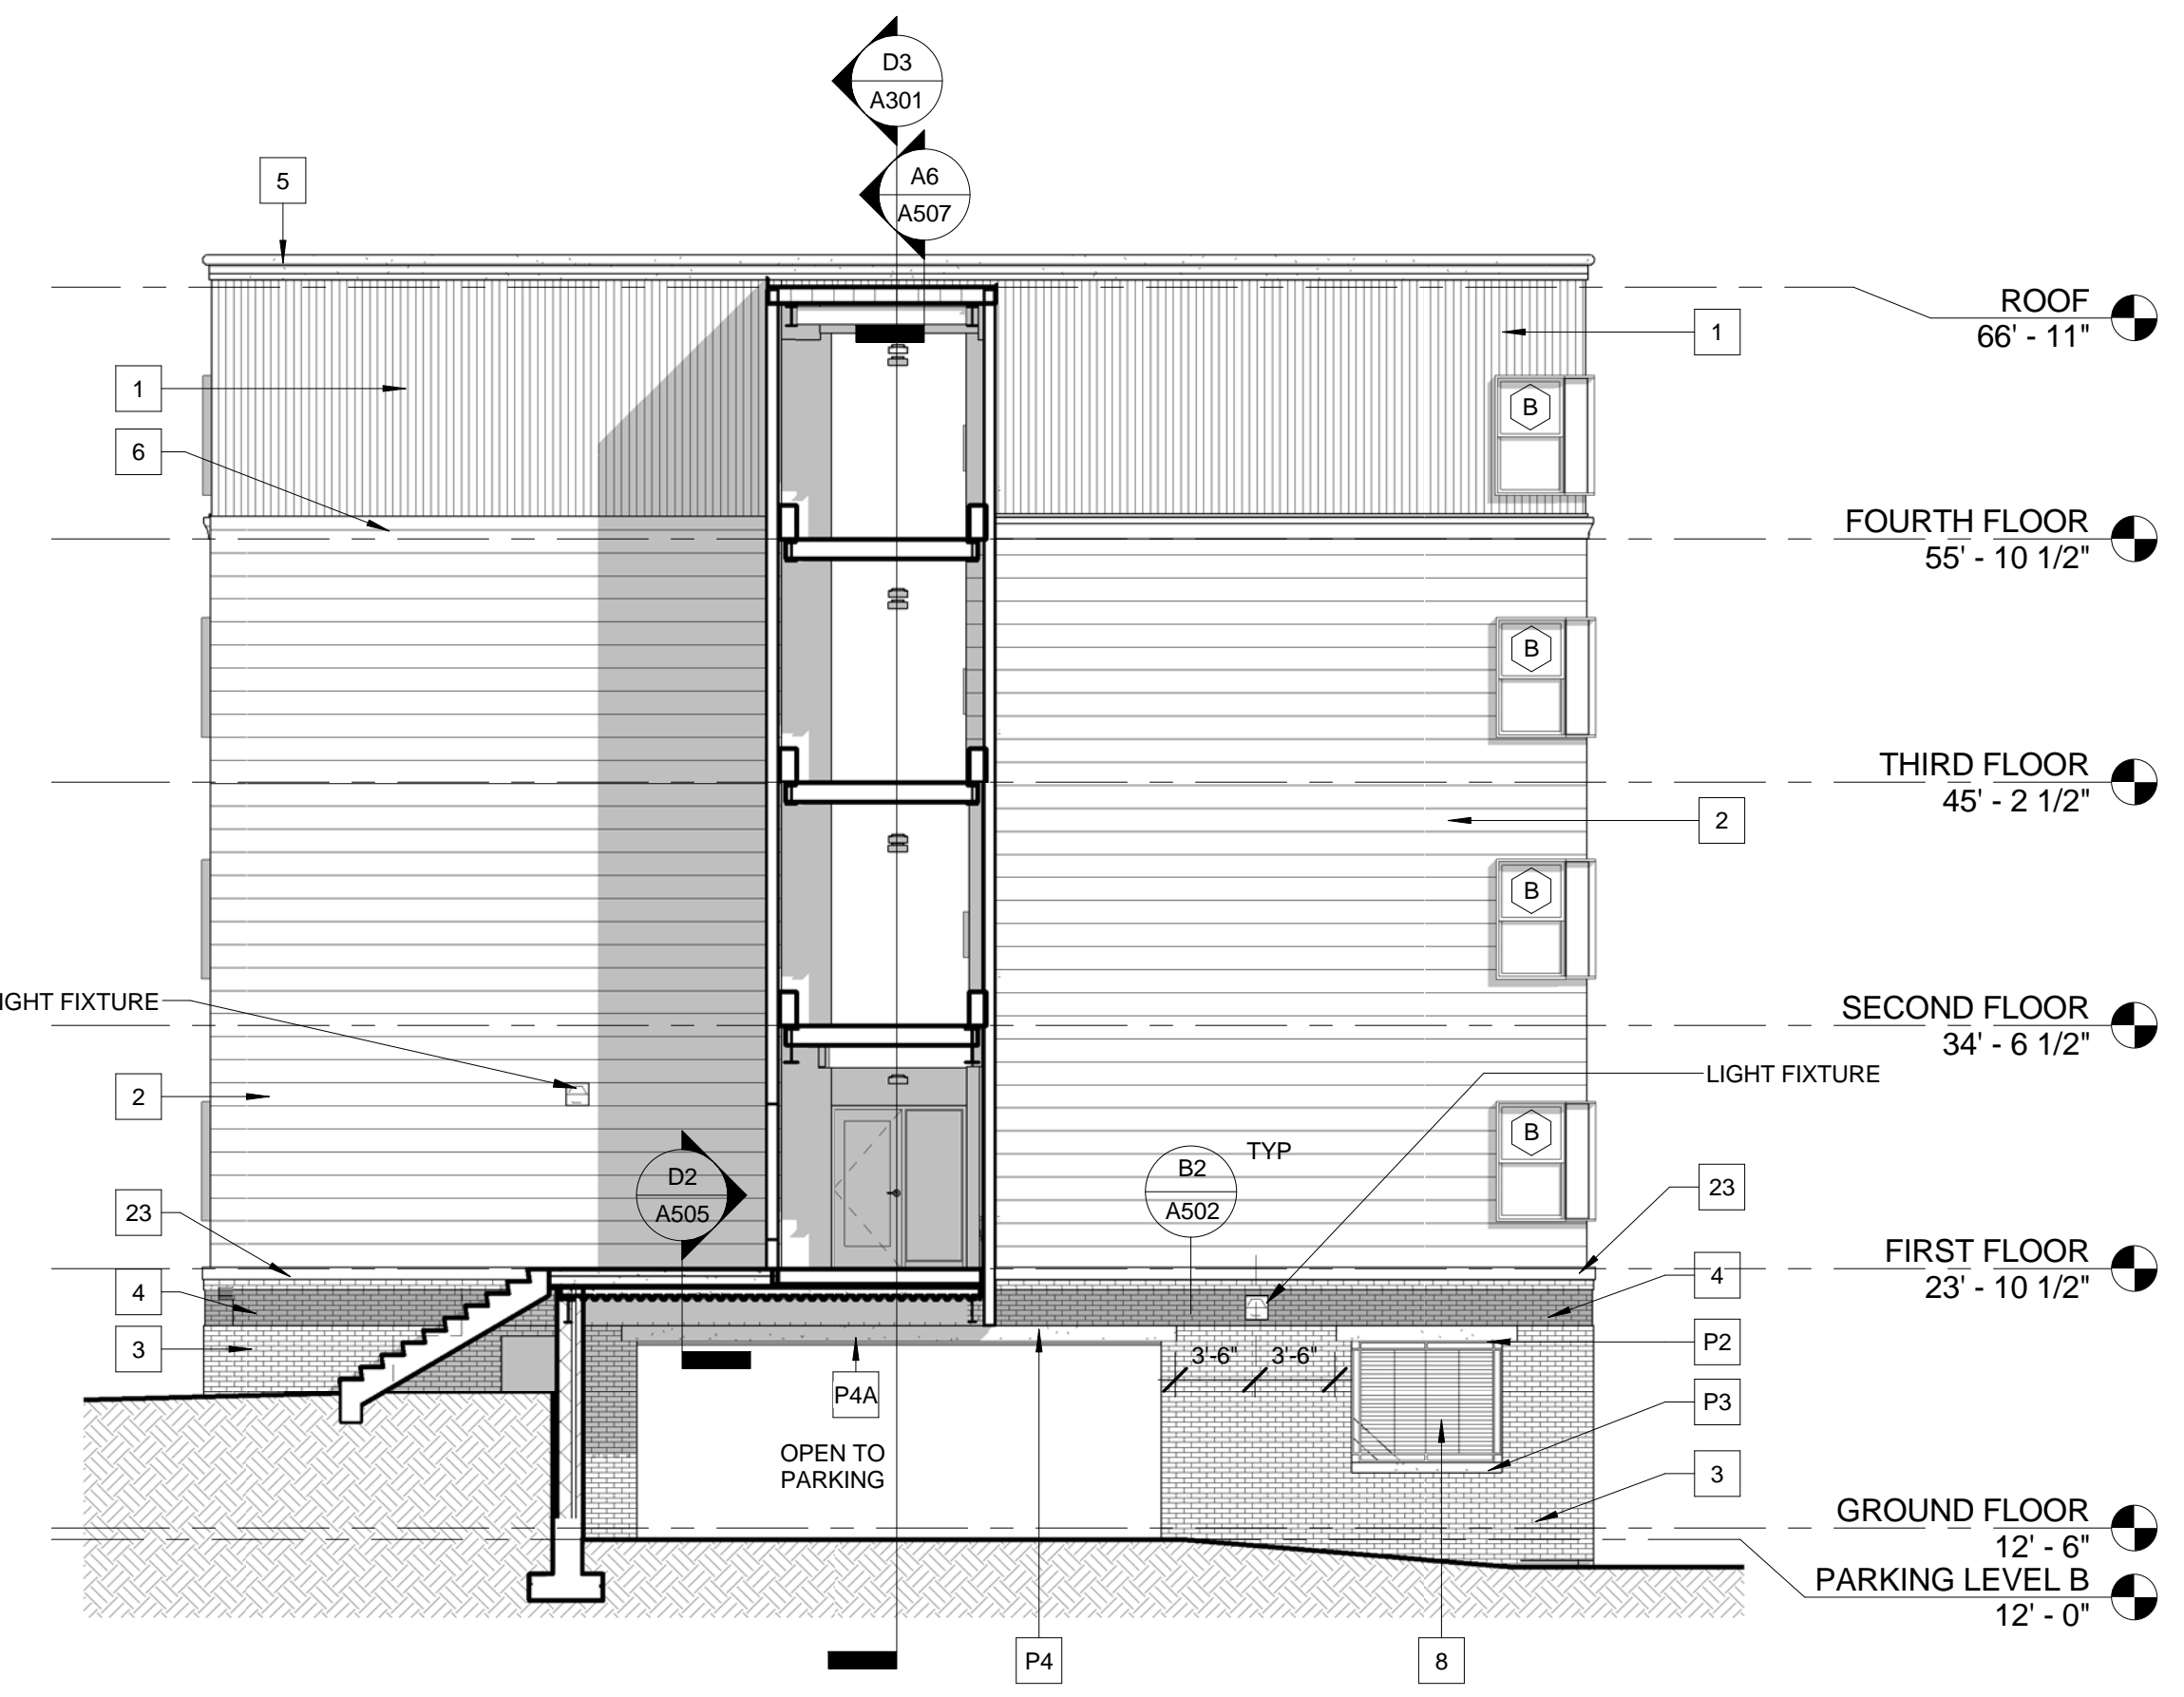 D3
A301
A6
A507
5
ROOF
66' - 11"
1
1
B
6
FOURTH FLOOR
55' - 10 1/2"
B
THIRD FLOOR
45' - 2 1/2"
2
B
SECOND FLOOR
34' - 6 1/2"
IGHT FIXTURE
LIGHT FIXTURE
2
B
TYP
B2
A502
D2
A505
23
23
FIRST FLOOR
23' - 10 1/2"
4
4
3
P2
3'-6"
3'-6"
P4A
P3
OPEN TO
PARKING
3
GROUND FLOOR
12' - 6"
PARKING LEVEL B
12' - 0"
P4
8